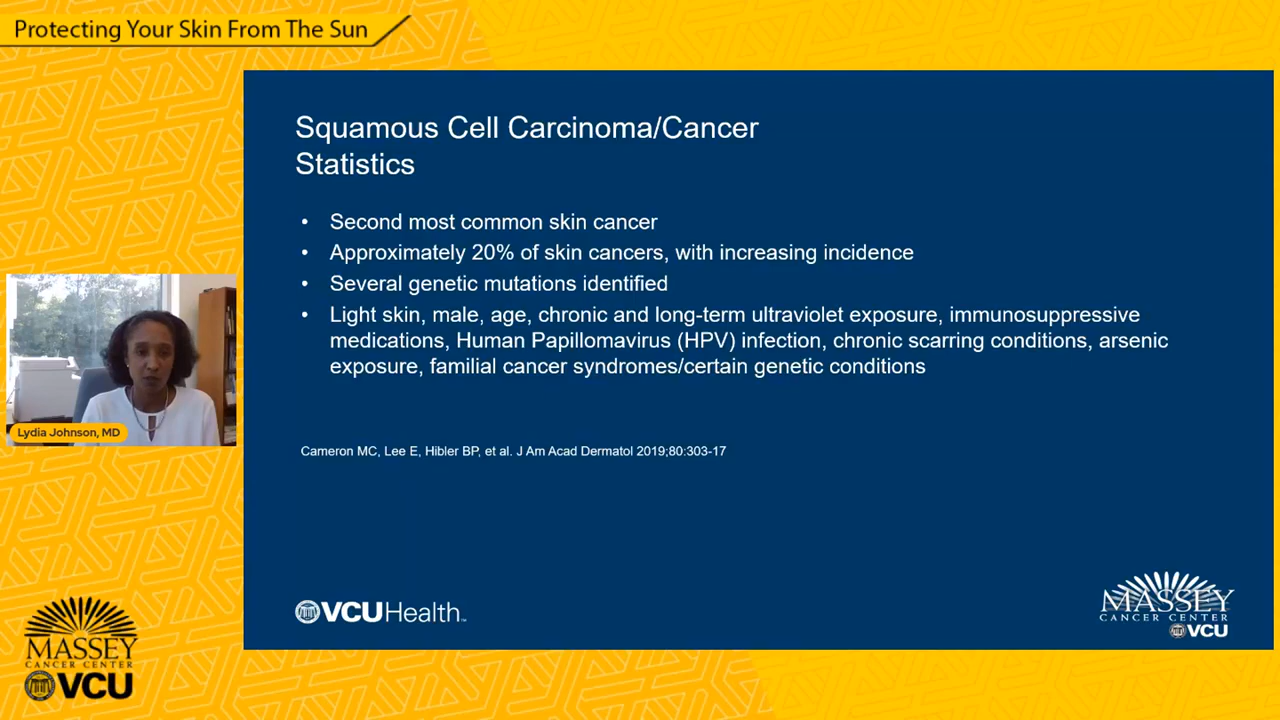 Protecting Your Skin From The Sun
Squamous Cell Carcinoma/Cancer
Statistics
• Second most common skin cancer
• Approximately 20% of skin cancers, with increasing incidence
• Several genetic mutations identified
• Light skin, male, age, chronic and long-term ultraviolet exposure, immunosuppressive
medications, Human Papillomavirus (HPV) infection, chronic scarring conditions, arsenic
exposure, familial cancer syndromes/certain genetic conditions
Lydia Johnson, MD
Cameron MC, Lee E, Hibler BP, et al. J Am Acad Dermatol 2019;80:303-17
VCUHealth™
MASSEY
CANCER CENTER
VCU
MASSEY
CANCER CENTER
VCU